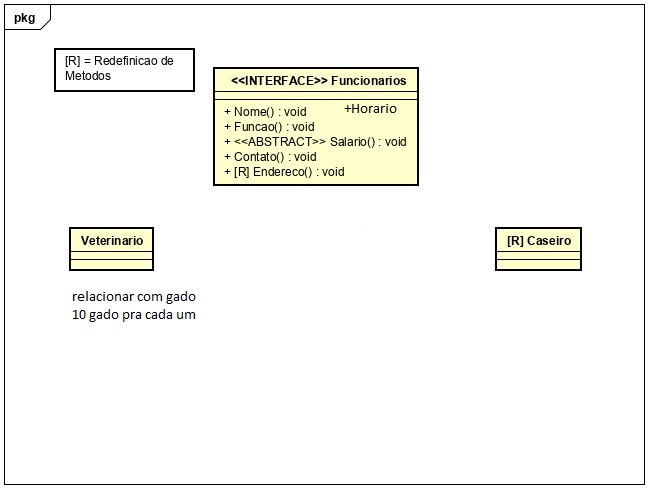 pkg
[R] = Redefinicao de
Metodos
<<INTERFACE>> Funcionarios
+ Nome() : void +Horario
+ Funcao() : void
+ <<ABSTRACT>> Salario() : void
+ Contato() : void
+ [R] Endereco() : void
Veterinario
[R] Caseiro
relacionar com gado
10 gado pra cada um